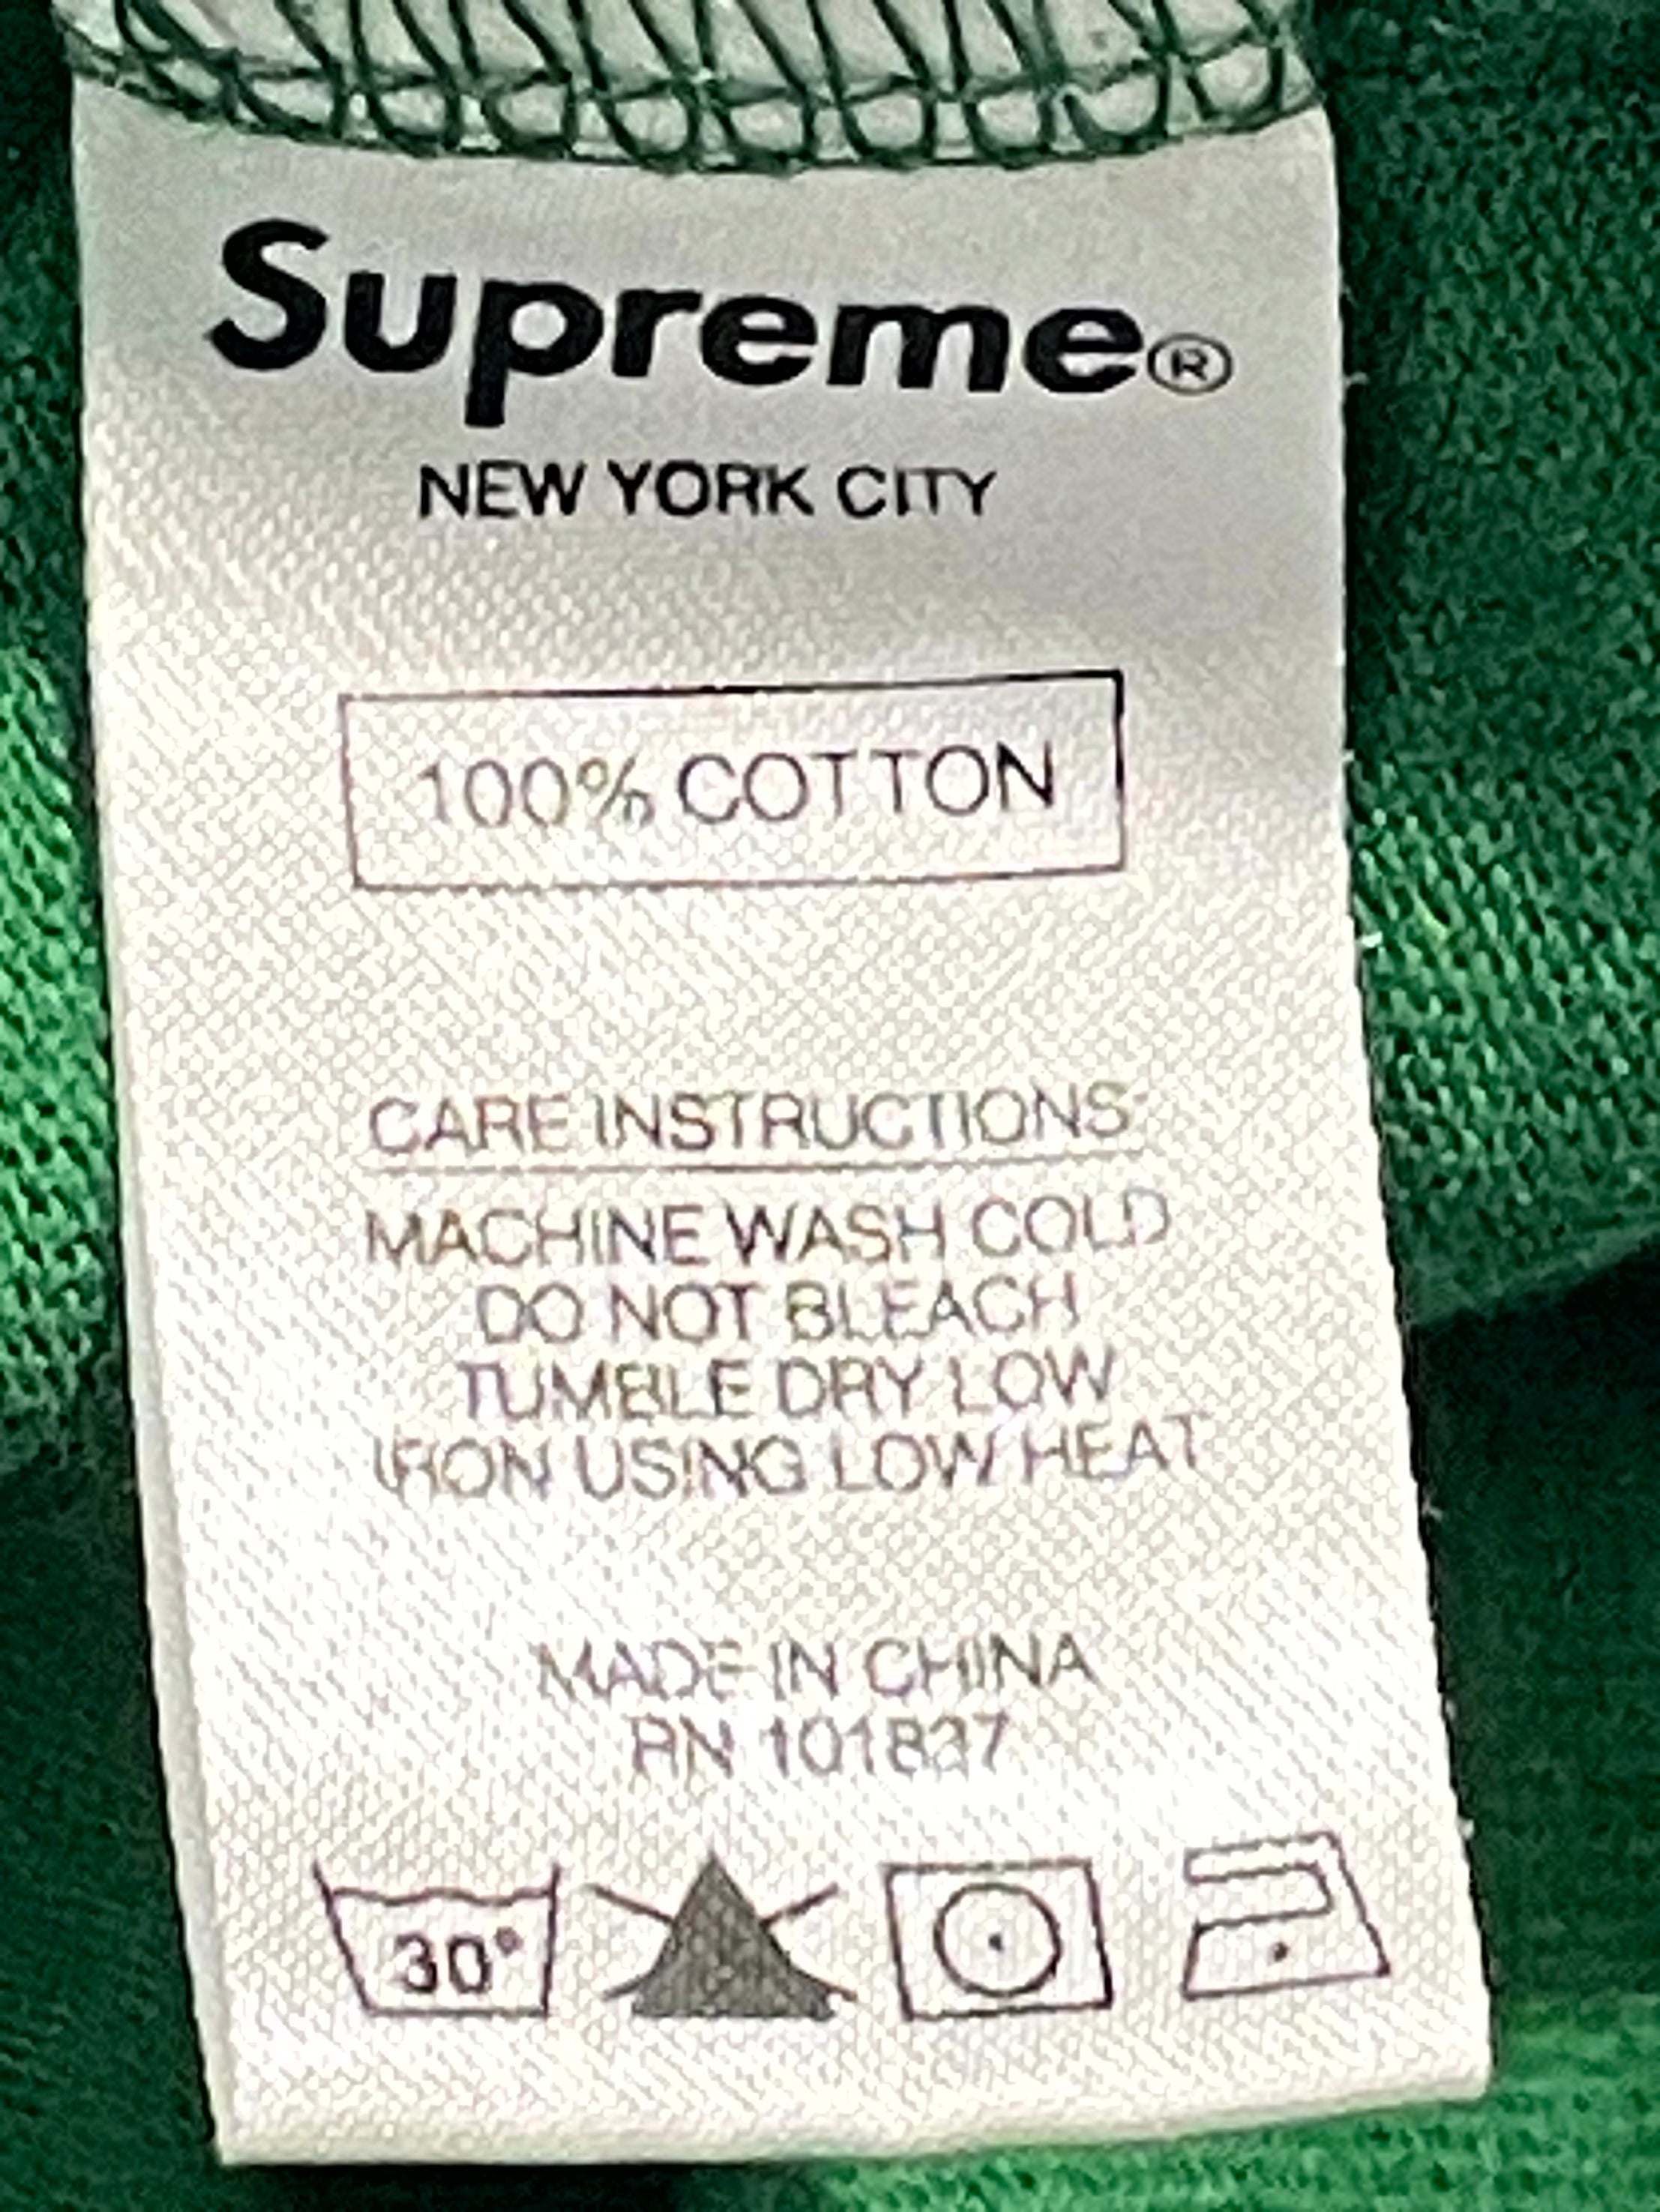 Supreme®
NEW YORK CITY
100% COTTON
CARE INSTRUCTIONS:
MACHINE WASH COLD
DO NOT BLEACH
TUMBLE DRY LOW
IRON USING LOW HEAT
MADE IN CHINA
RN 101837
30°